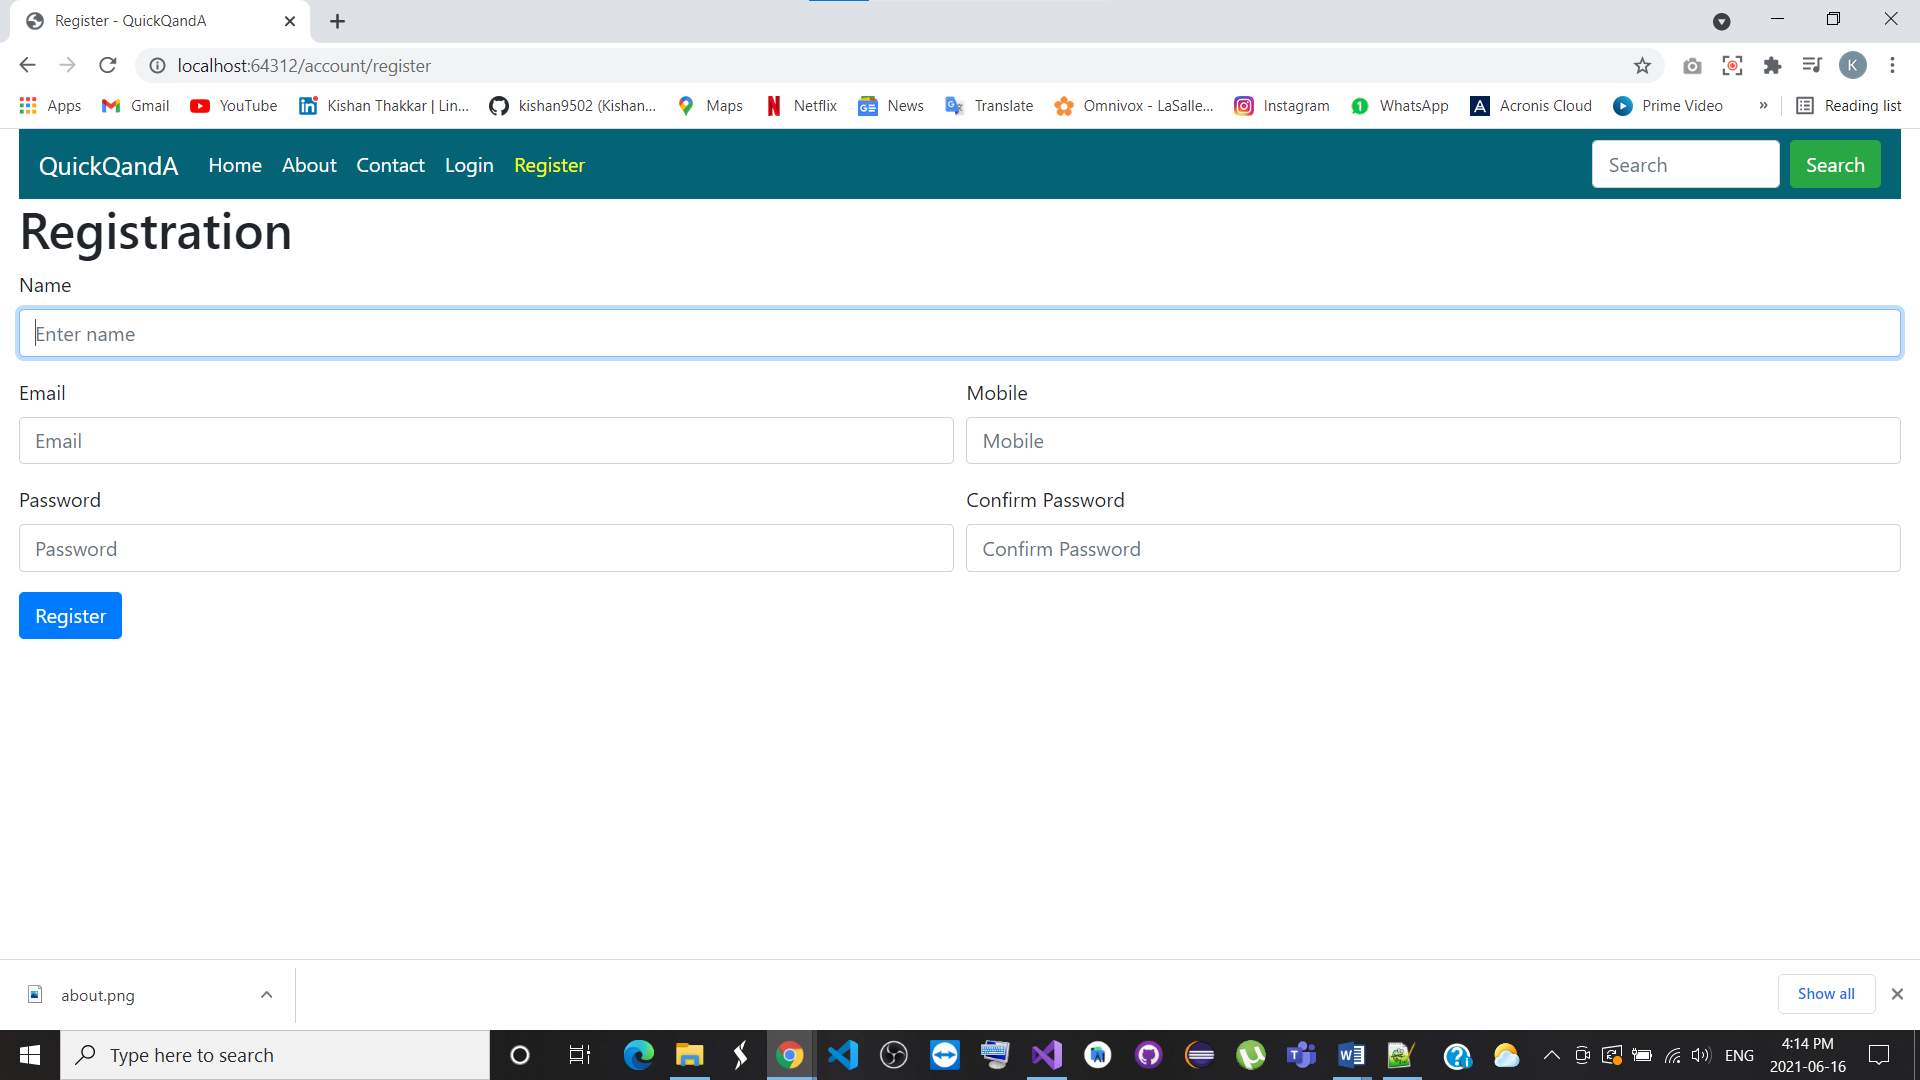 Register - QuickQandA
localhost:64312/account/register
K
Apps Gmail YouTube Kishan Thakkar | Lin... kishan9502 (Kishan... Maps Netflix News Translate Omnivox - LaSalle... Instagram 1 WhatsApp A Acronis Cloud Prime Video » Reading list
QuickQandA Home About Contact Login Register Search Search
Registration
Name
Enter name
Email Mobile
Email Mobile
Password Confirm Password
Password Confirm Password
Register
about.png Show all
Type here to search ENG 4:14 PM
2021-06-16